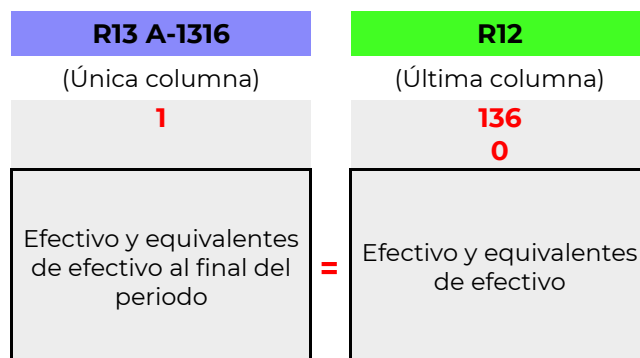 R13 A-1316
R12
(Única columna)
(Última columna)
1
136
0
Efectivo y equivalentes
de efectivo al final del
periodo
=
Efectivo y equivalentes
de efectivo